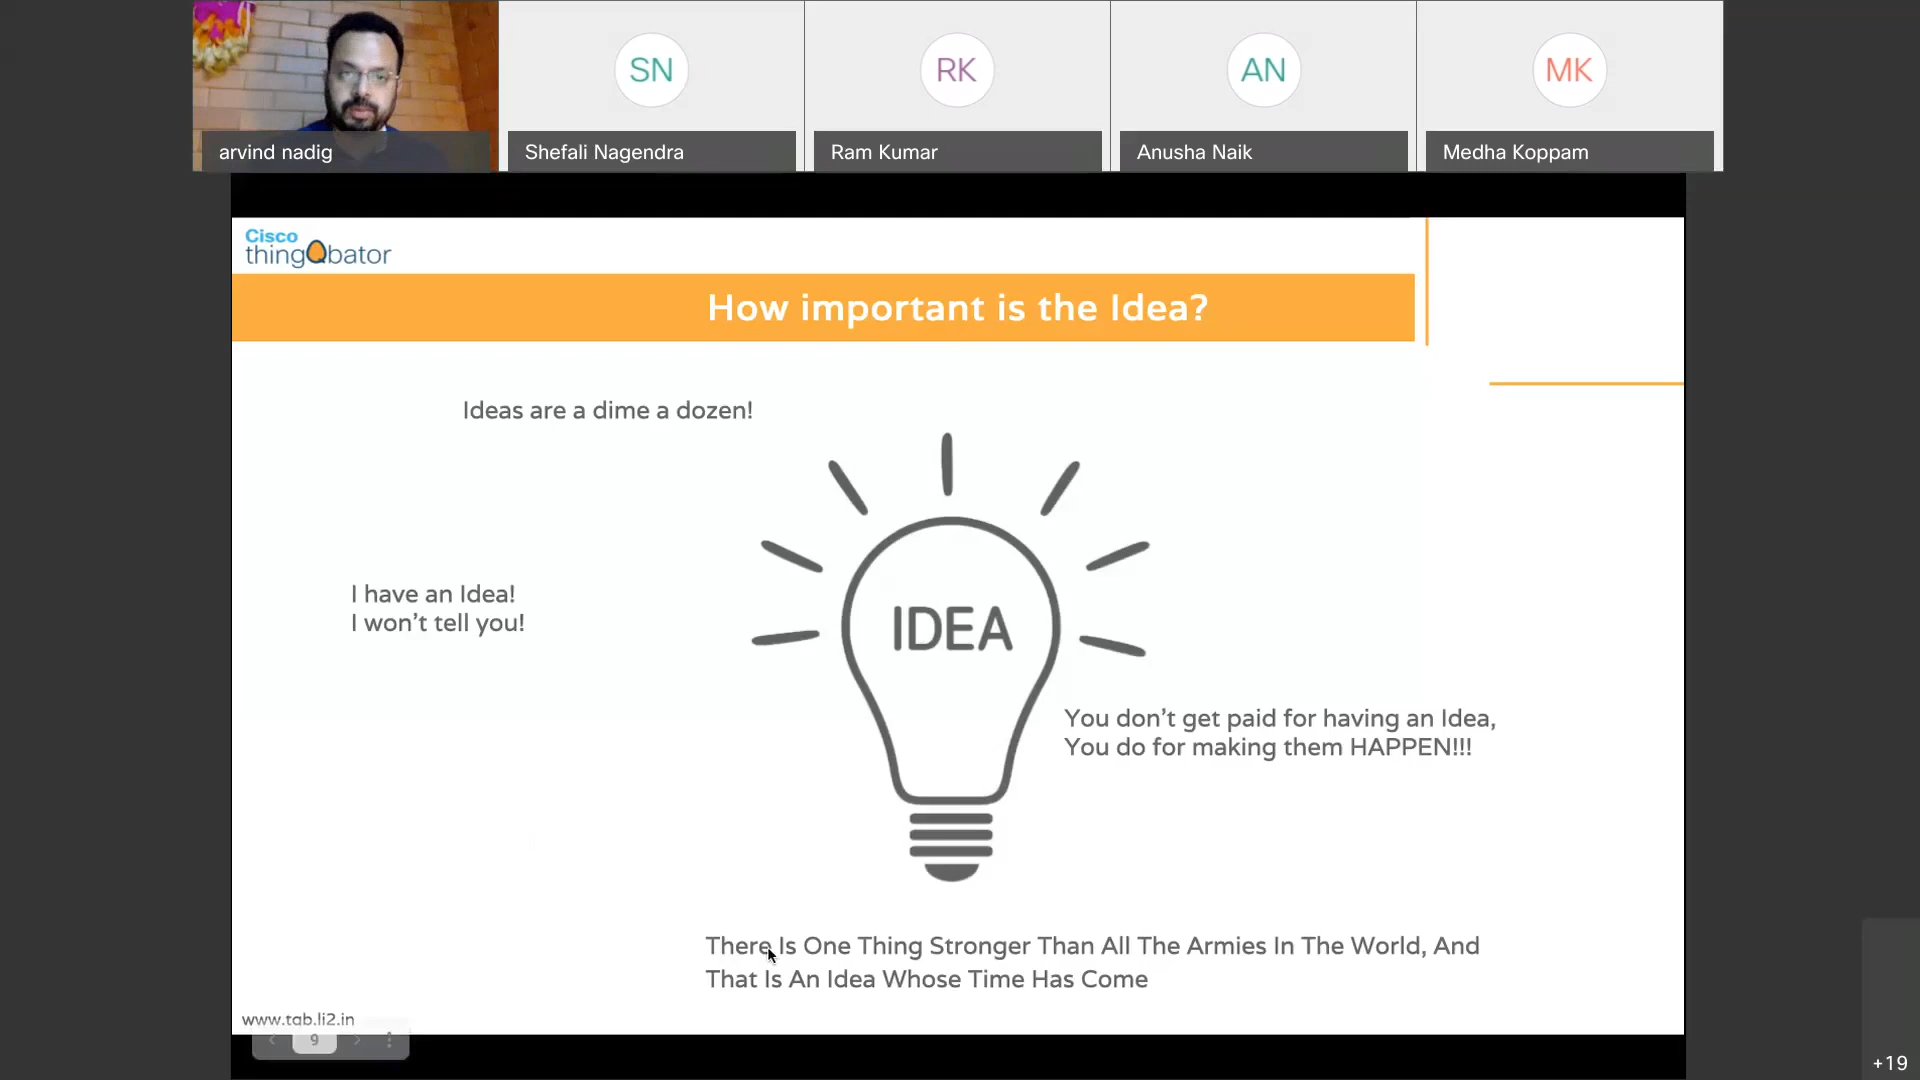 SN
RK
AN
MK
arvind nadig
Shefali Nagendra
Ram Kumar
Anusha Naik
Medha Koppam
Cisco
thingQbator
How important is the Idea?
Ideas are a dime a dozen!
I have an Idea!
I won't tell you!
IDEA
You don't get paid for having an Idea,
You do for making them HAPPEN!!!
There Is One Thing Stronger Than All The Armies In The World, And
That Is An Idea Whose Time Has Come
www.tab.li2.in
9
+19